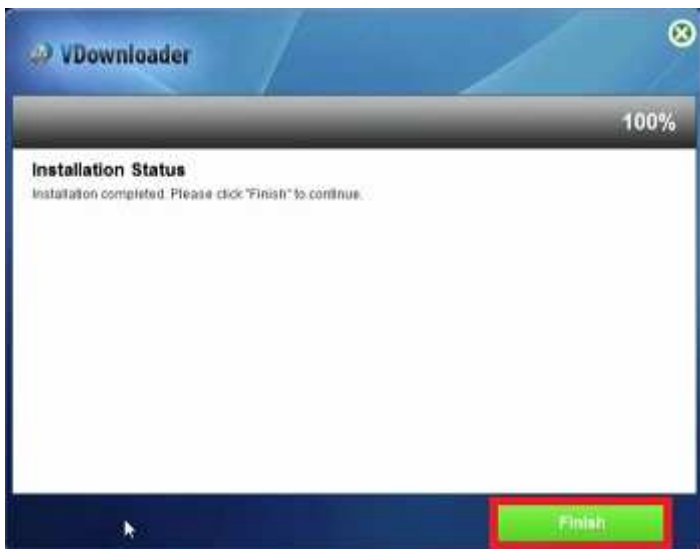 VDownloader
100%
Installation Status
Installation completed. Please click "Finish" to continue.
Finish